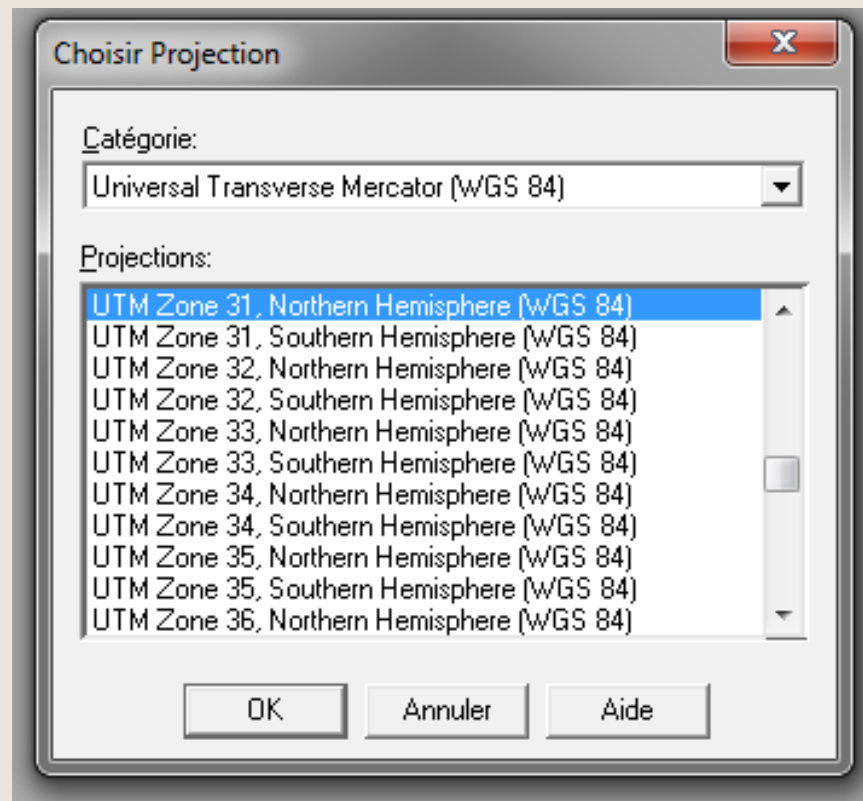 Choisir Projection
Catégorie:
Universal Transverse Mercator (WGS 84)
Projections:
UTM Zone 31, Northern Hemisphere (WGS 84)
UTM Zone 31, Southern Hemisphere (WGS 84)
UTM Zone 32, Northern Hemisphere (WGS 84)
UTM Zone 32, Southern Hemisphere (WGS 84)
UTM Zone 33, Northern Hemisphere (WGS 84)
UTM Zone 33, Southern Hemisphere (WGS 84)
UTM Zone 34, Northern Hemisphere (WGS 84)
UTM Zone 34, Southern Hemisphere (WGS 84)
UTM Zone 35, Northern Hemisphere (WGS 84)
UTM Zone 35, Southern Hemisphere (WGS 84)
UTM Zone 36, Northern Hemisphere (WGS 84)
OK Annuler Aide